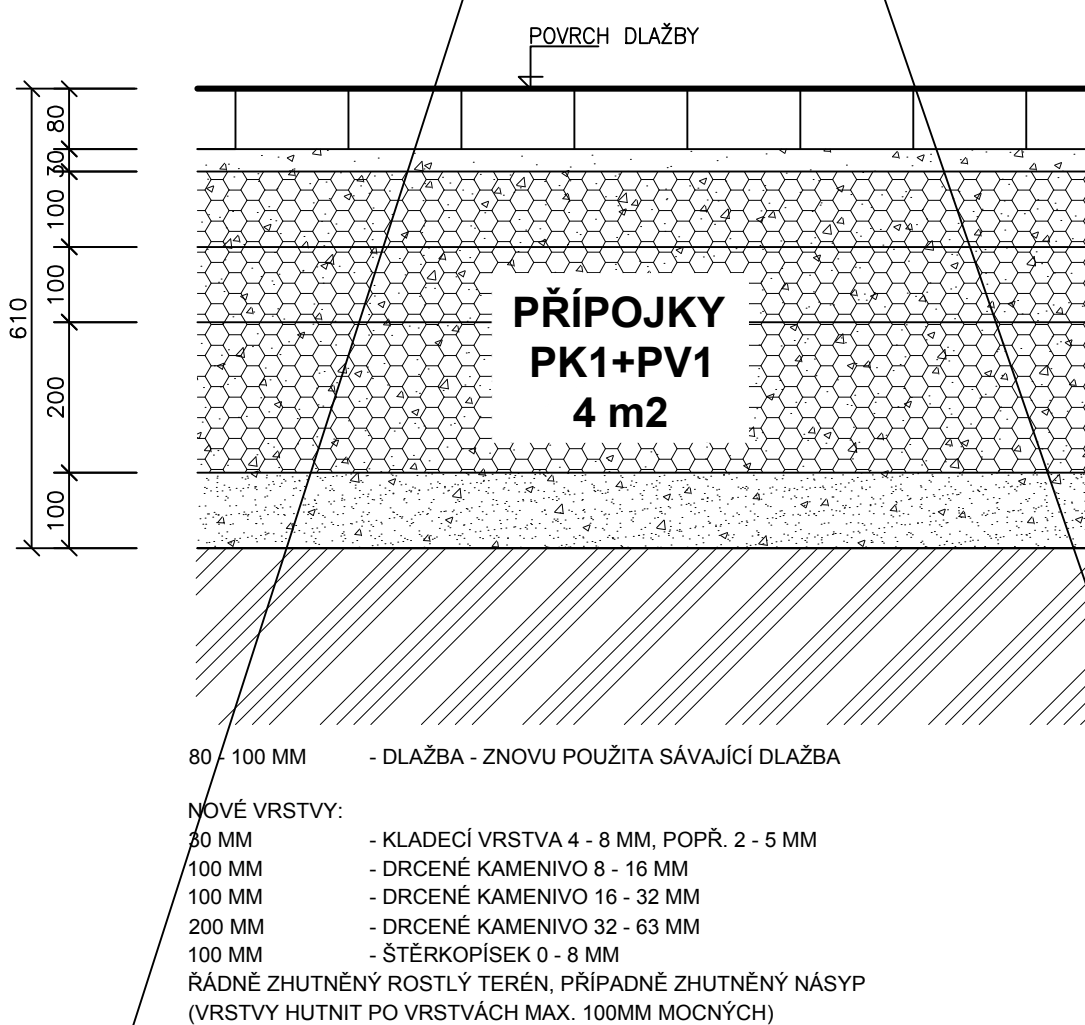 POVRCH DLAŽBY
80
30
100
100
610
200
100
PŘÍPOJKY
PK1+PV1
4 m2
80 - 100 MM - DLAŽBA - ZNOVU POUŽITA SÁVAJÍCÍ DLAŽBA
NOVÉ VRSTVY:
30 MM - KLADECÍ VRSTVA 4 - 8 MM, POPŘ. 2 - 5 MM
100 MM - DRCENÉ KAMENIVO 8 - 16 MM
100 MM - DRCENÉ KAMENIVO 16 - 32 MM
200 MM - DRCENÉ KAMENIVO 32 - 63 MM
100 MM - ŠTĚRKOPÍSEK 0 - 8 MM
ŘÁDNĚ ZHUTNĚNÝ ROSTLÝ TERÉN, PŘÍPADNĚ ZHUTNĚNÝ NÁSYP
(VRSTVY HUTNIT PO VRSTVÁCH MAX. 100MM MOCNÝCH)